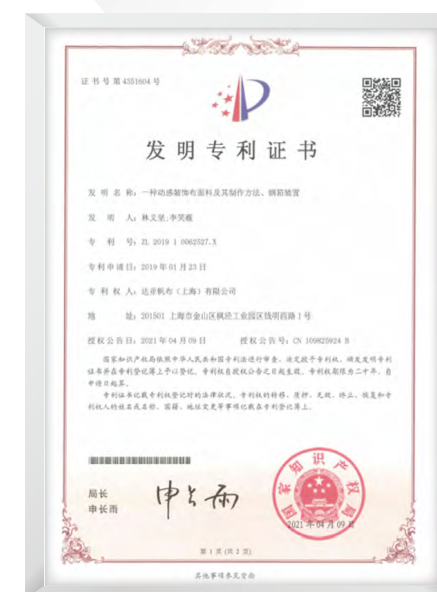 证书号第4351604号
发明专利证书
发 明 名 称：一种动感装饰布面料及其制作方法、钢筘装置
发 明 人：林义坚;李笑薇
专 利 号：ZL 2019 1 0062527.X
专利申请日：2019年01月23日
专 利 权 人：达亚帆布（上海）有限公司
地 址：201501 上海市金山区枫泾工业园区钱明西路1号
授权公告日：2021年04月09日 授权公告号：CN 109825924 B
国家知识产权局依照中华人民共和国专利法进行审查，决定授予专利权，颁发发明专利
证书并在专利登记簿上予以登记。专利权自授权公告之日起生效。专利权期限为二十年，自
申请日起算。
专利证书记载专利权登记时的法律状况。专利权的转移、质押、无效、终止、恢复和专
利权人的姓名或名称、国籍、地址变更等事项记载在专利登记簿上。
局长
申长雨
申长雨
国家知识产权局
2021年04月09日
第 1 页 (共 2 页)
其他事项参见背面